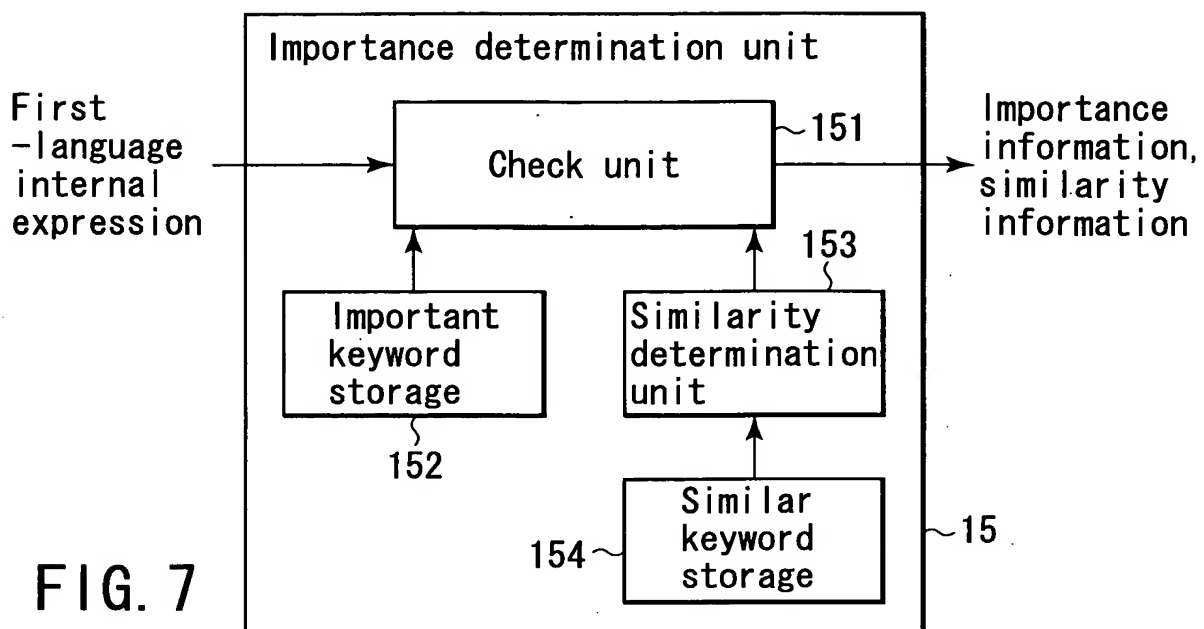 Importance determination unit
First
-language
internal
expression
Check unit
151
Importance
information,
similarity
information
Important
keyword
storage
152
153
Similarity
determination
unit
Similar
keyword
storage
154
15
FIG. 7